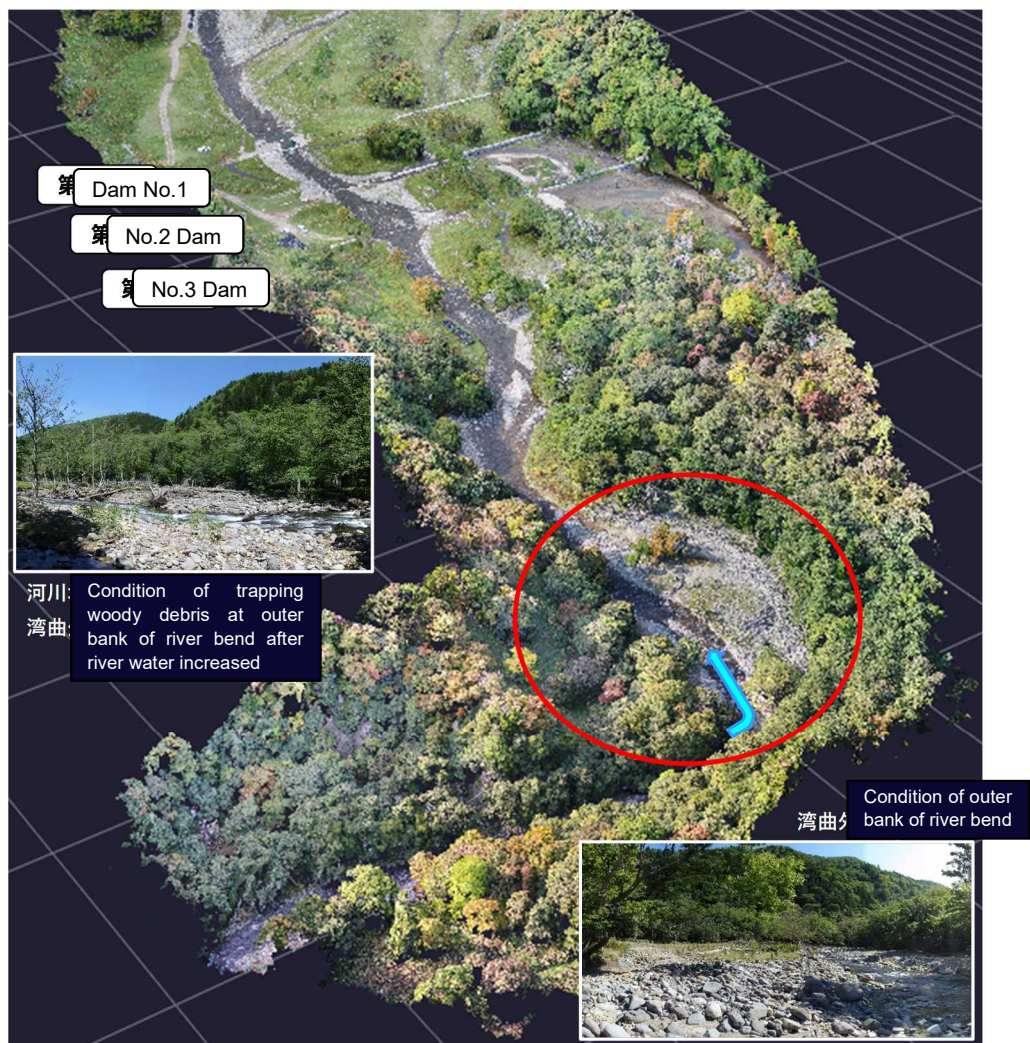 第
Dam No.1
第
No.2 Dam
第
No.3 Dam
河川
湾曲
Condition of trapping
woody debris at outer
bank of river bend after
river water increased
湾曲外
Condition of outer
bank of river bend